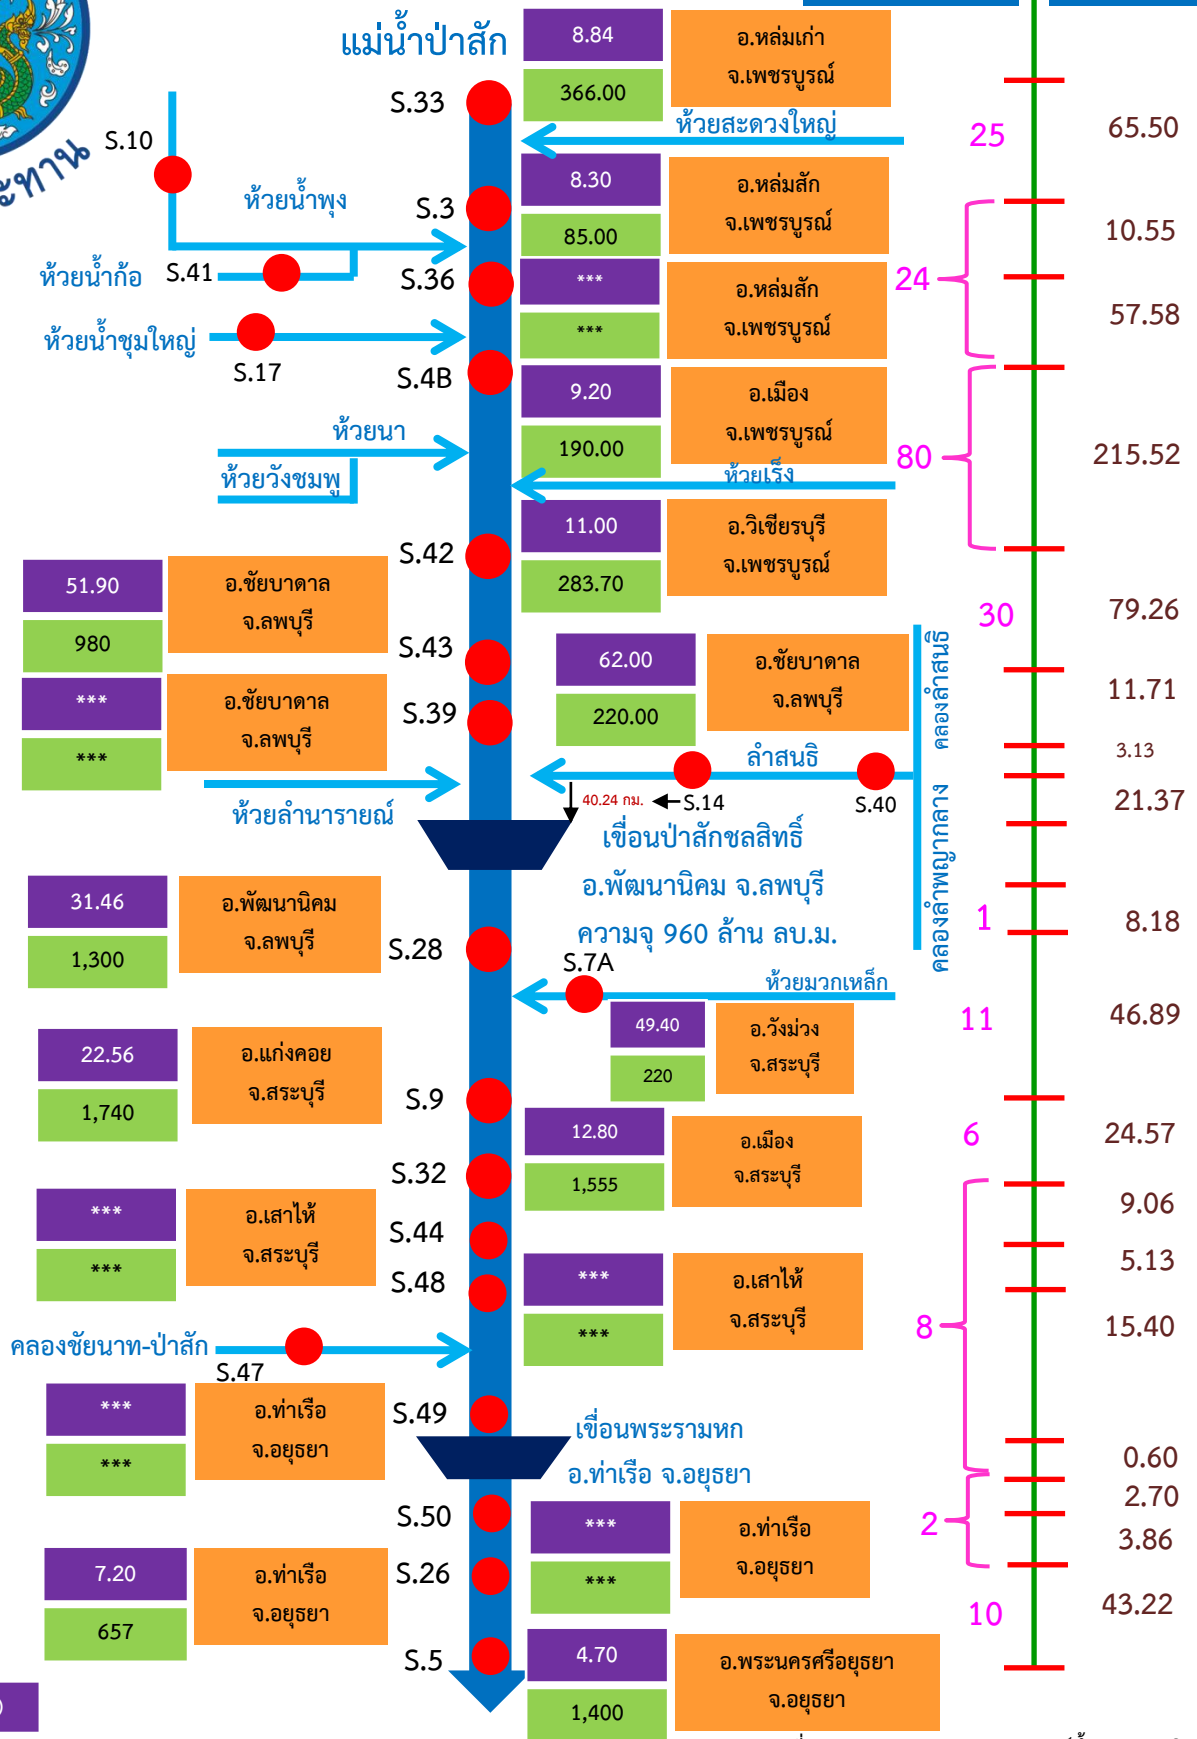 แม่น้ำป่าสัก
8.84
366.00
อ.หล่มเก่า
จ.เพชรบูรณ์
S.33
ห้วยสะดวงใหญ่
25
65.50
S.10
ห้วยน้ำพุง
S.3
8.30
85.00
อ.หล่มสัก
จ.เพชรบูรณ์
10.55
ห้วยน้ำก้อ
S.41
S.36
***
***
อ.หล่มสัก
จ.เพชรบูรณ์
24
57.58
ห้วยน้ำชุนใหญ่
S.17
S.4B
9.20
190.00
อ.เมือง
จ.เพชรบูรณ์
80
215.52
ห้วยนา
ห้วยวังชมพู
ห้วยเร็ง
S.42
11.00
283.70
อ.วิเชียรบุรี
จ.เพชรบูรณ์
51.90
980
อ.ชัยบาดาล
จ.ลพบุรี
S.43
30
79.26
62.00
220.00
อ.ชัยบาดาล
จ.ลพบุรี
คลองลำสนธิ
11.71
***
***
อ.ชัยบาดาล
จ.ลพบุรี
S.39
3.13
ลำสนธิ
ห้วยลำนารายณ์
40.24 กม.
S.14
S.40
21.37
คลองลำพญากลาง
เขื่อนป่าสักชลสิทธิ์
อ.พัฒนานิคม จ.ลพบุรี
ความจุ 960 ล้าน ลบ.ม.
31.46
1,300
อ.พัฒนานิคม
จ.ลพบุรี
S.28
1
8.18
S.7A
ห้วยมวกเหล็ก
49.40
220
อ.วังม่วง
จ.สระบุรี
11
46.89
22.56
1,740
อ.แก่งคอย
จ.สระบุรี
S.9
12.80
1,555
อ.เมือง
จ.สระบุรี
6
24.57
S.32
***
***
อ.เสาไห้
จ.สระบุรี
S.44
9.06
5.13
S.48
***
***
อ.เสาไห้
จ.สระบุรี
8
15.40
คลองชัยนาท-ป่าสัก
S.47
***
***
อ.ท่าเรือ
จ.อยุธยา
S.49
เขื่อนพระรามหก
อ.ท่าเรือ จ.อยุธยา
0.60
2.70
S.50
***
***
อ.ท่าเรือ
จ.อยุธยา
2
3.86
7.20
657
อ.ท่าเรือ
จ.อยุธยา
S.26
10
43.22
S.5
4.70
1,400
อ.พระนครศรีอยุธยา
จ.อยุธยา